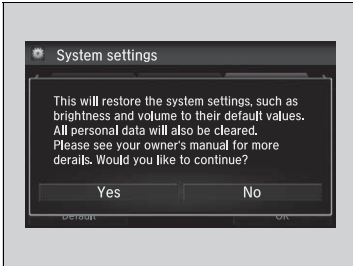 System settings
This will restore the system settings, such as
brightness and volume to their default values.
All personal data will also be cleared.
Please see your owner's manual for more
derails. Would you like to continue?
Yes
No
Default
OK